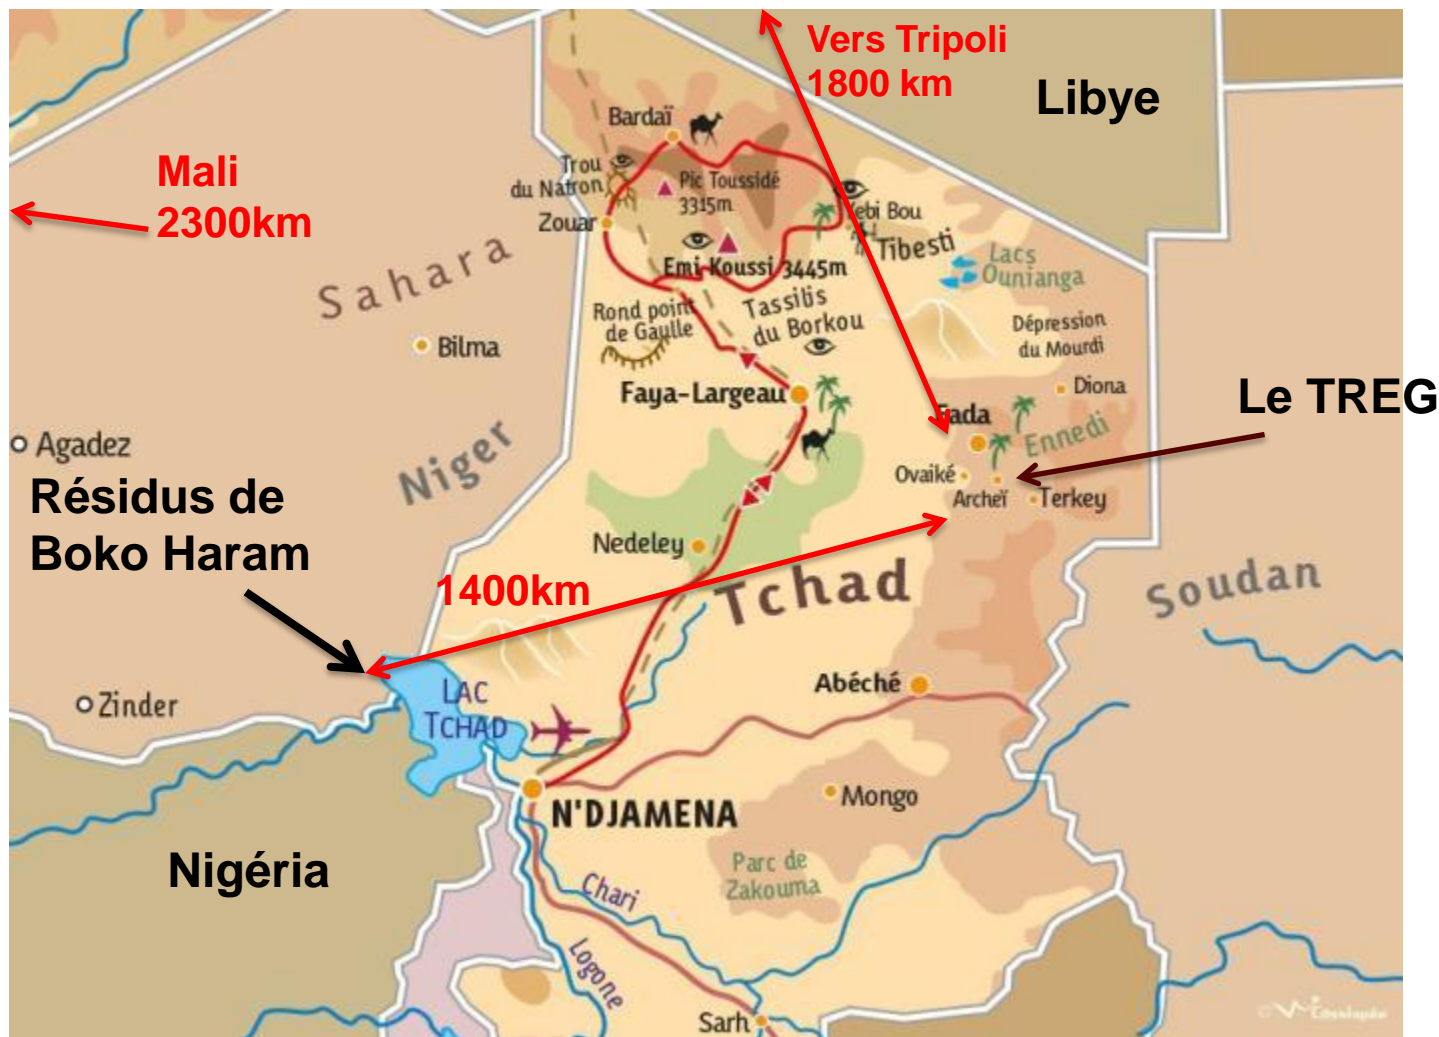 Vers Tripoli
1800 km
Libye
Mali
2300km
Bardaï
Trou
du Natron
Pic Toussidé
3315m
Zouar
Yebi Bou
Tibesti
Emi Koussi 3445m
Lacs
Ounianga
Sahara
Rond point
de Gaulle
Tassilis
du Borkou
Dépression
du Mourdi
Bilma
Faya-Largeau
Diona
Le TREG
Fada
Ennedi
Agadez
Niger
Ovaiké
Archeï
Terkey
Résidus de
Boko Haram
Nedeley
1400km
Tchad
Soudan
Abéché
LAC
TCHAD
Zinder
N'DJAMENA
Mongo
Nigéria
Parc de
Zakouma
Chari
Logone
Sarh